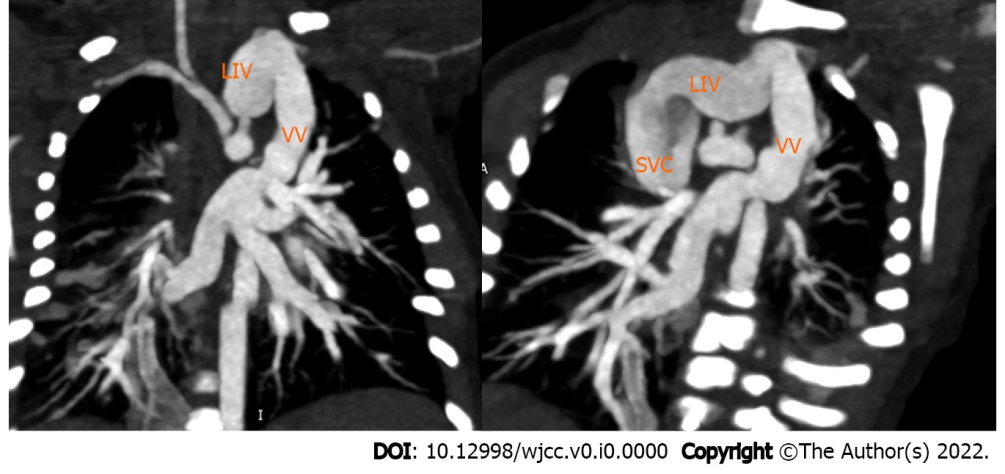 LIV
VV
I
LIV
SVC
VV
A
DOI: 10.12998/wjcc.v0.i0.0000 Copyright ©The Author(s) 2022.